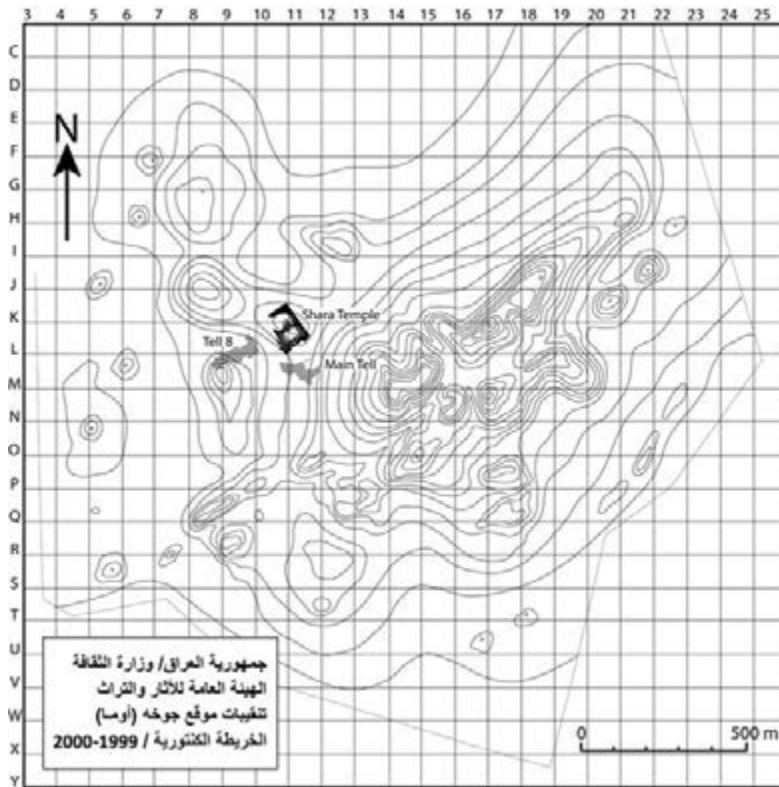 3 4 5 6 7 8 9 10 11 12 13 14 15 16 17 18 19 20 21 22 23 24 25
C
D
E
F
N
G
H
I
J
K
Shara Temple
L
Tell 8
Main Tell
M
N
O
P
Q
R
S
T
U
V
W
X
Y
جمهورية العراق/ وزارة الثقافة
الهيئة العامة للآثار والتراث
تنقيبات موقع جوخه (أوما)
الخريطة الكنتورية / 1999-2000
0 500 m